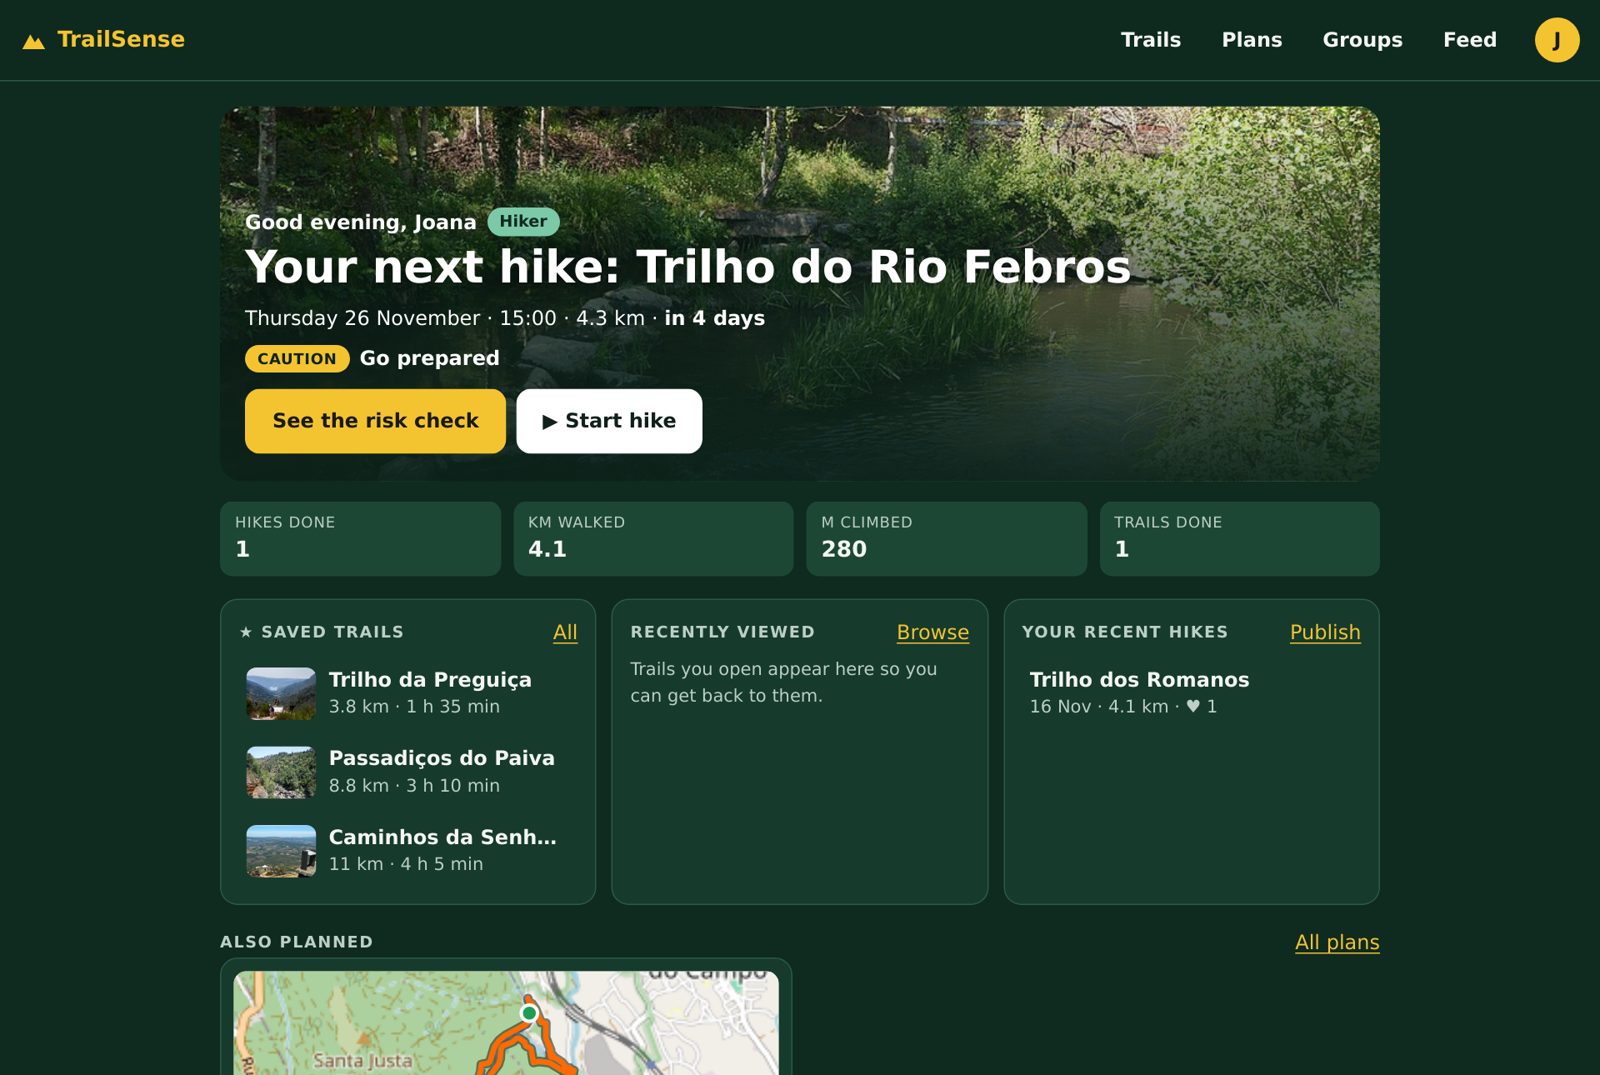 TrailSense
Trails
Plans
Groups
Feed
J
Good evening, Joana
Hiker
Your next hike: Trilho do Rio Febros
Thursday 26 November · 15:00 · 4.3 km · in 4 days
CAUTION
Go prepared
See the risk check
▶ Start hike
HIKES DONE
1
KM WALKED
4.1
M CLIMBED
280
TRAILS DONE
1
★ SAVED TRAILS
All
Trilho da Preguiça
3.8 km · 1 h 35 min
Passadiços do Paiva
8.8 km · 3 h 10 min
Caminhos da Senh...
11 km · 4 h 5 min
RECENTLY VIEWED
Browse
Trails you open appear here so you
can get back to them.
YOUR RECENT HIKES
Publish
Trilho dos Romanos
16 Nov · 4.1 km · ♥ 1
ALSO PLANNED
All plans
do Campo
Santa Justa